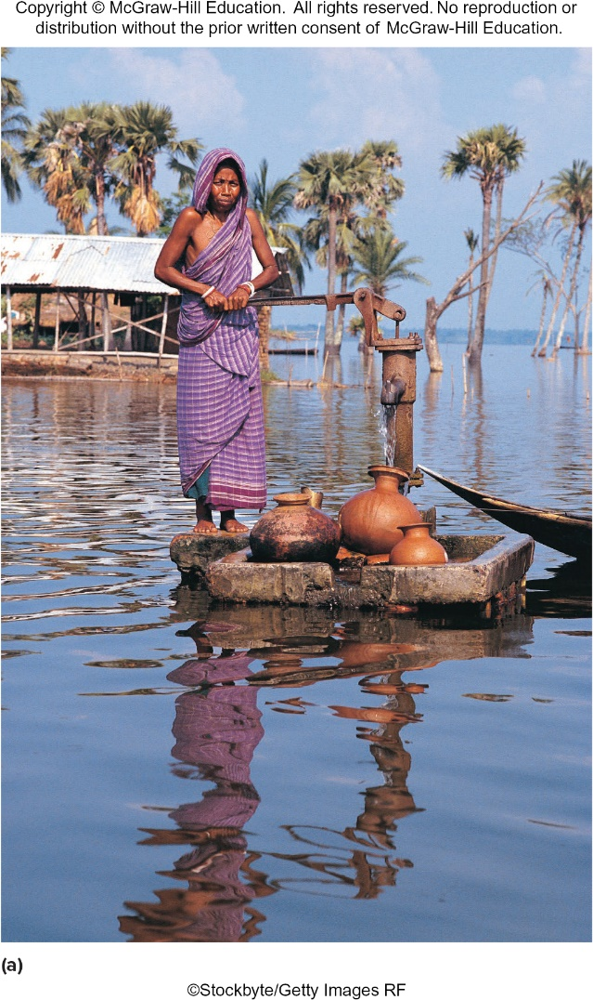 Copyright © McGraw-Hill Education. All rights reserved. No reproduction or
distribution without the prior written consent of McGraw-Hill Education.
(a)
©Stockbyte/Getty Images RF